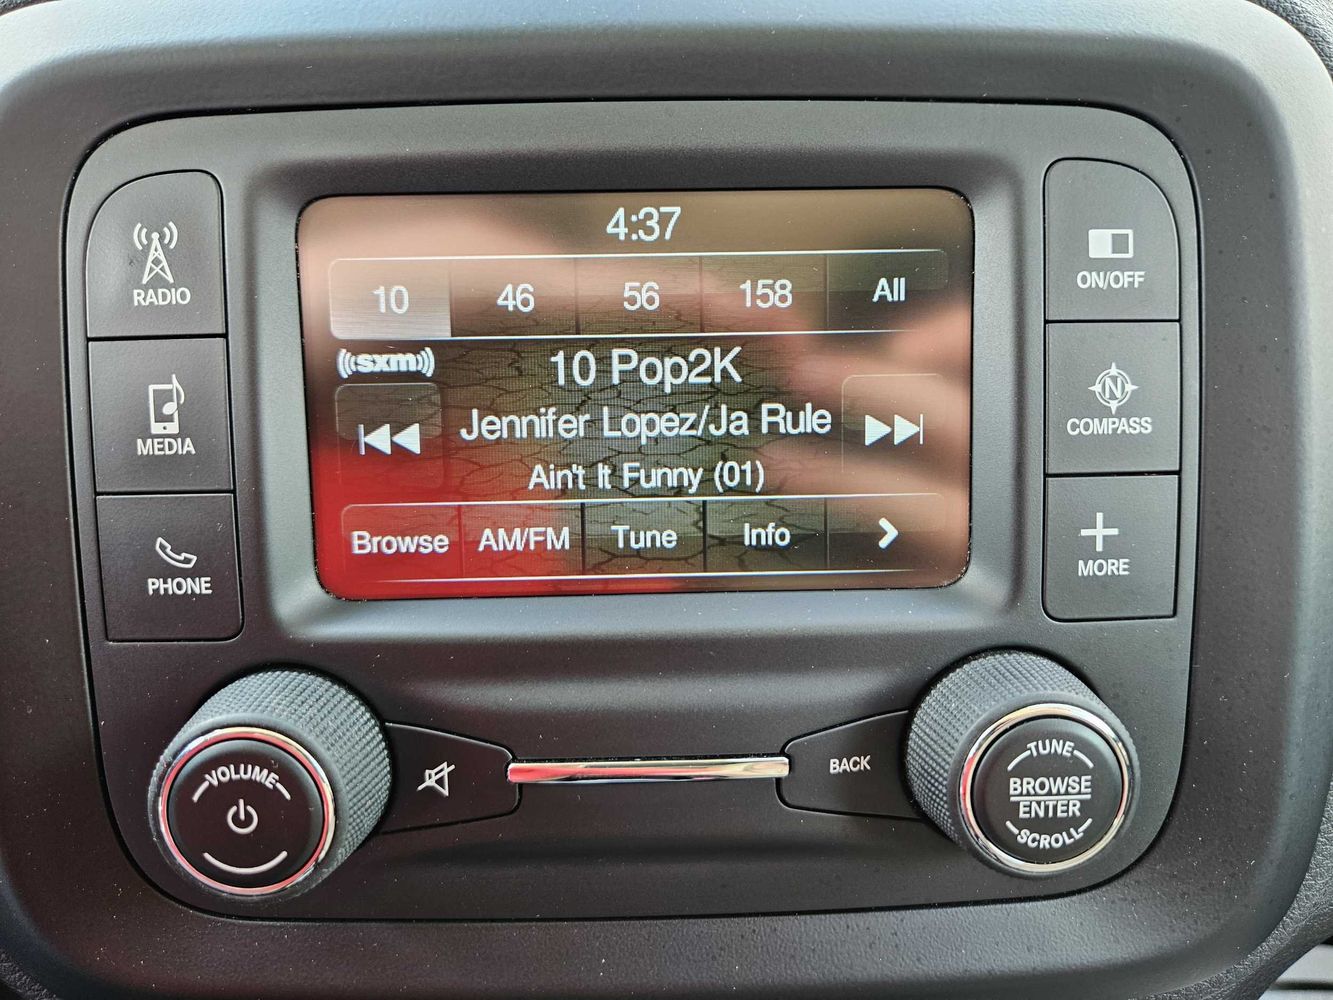 4:37
10 46 56 158 All
((sxm))
10 Pop2K
Jennifer Lopez/Ja Rule
Ain't It Funny (01)
Browse AM/FM Tune Info
RADIO
MEDIA
PHONE
ON/OFF
N
COMPASS
MORE
VOLUME
BACK
TUNE
BROWSE
ENTER
SCROLL